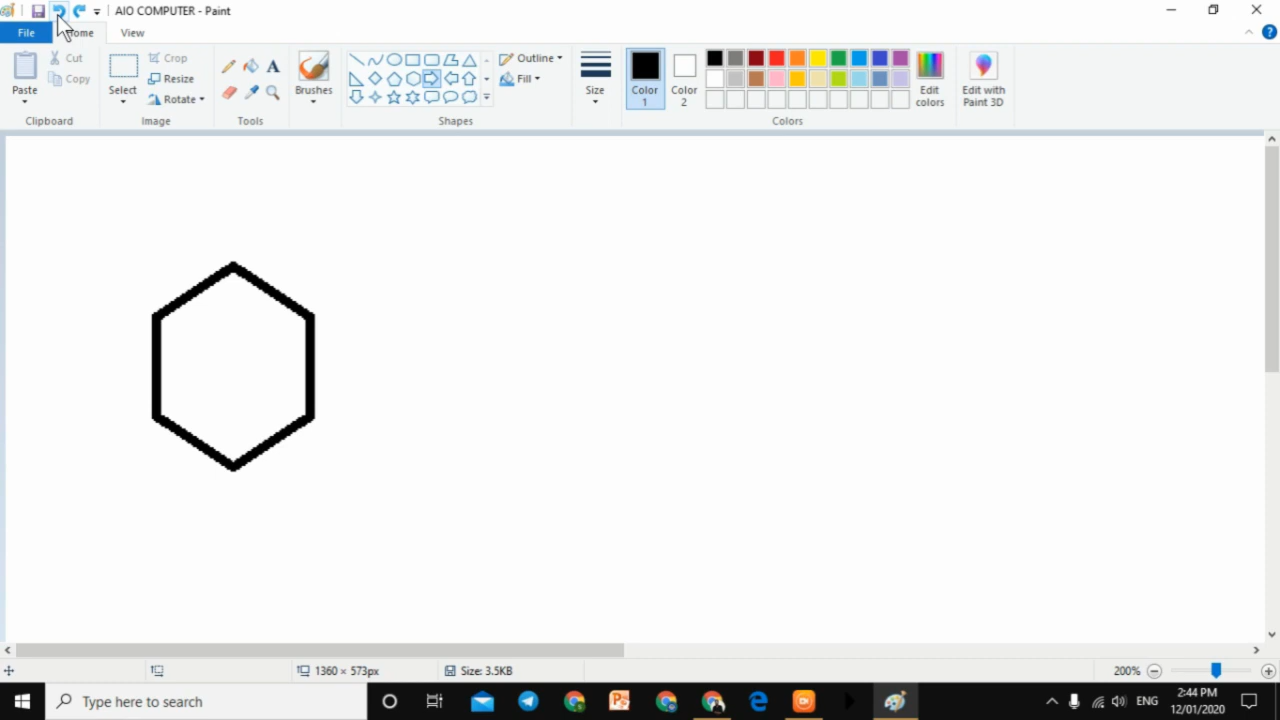 AIO COMPUTER - Paint
File Home View
Paste
Cut
Copy
Clipboard
Select
Crop
Resize
Rotate
Image
A
Tools
Brushes
Outline
Fill
Shapes
Size
Color 1
Color 2
Edit colors
Colors
Edit with Paint 3D
1360 × 573px
Size: 3.5KB
200%
Type here to search
ENG
2:44 PM
12/01/2020